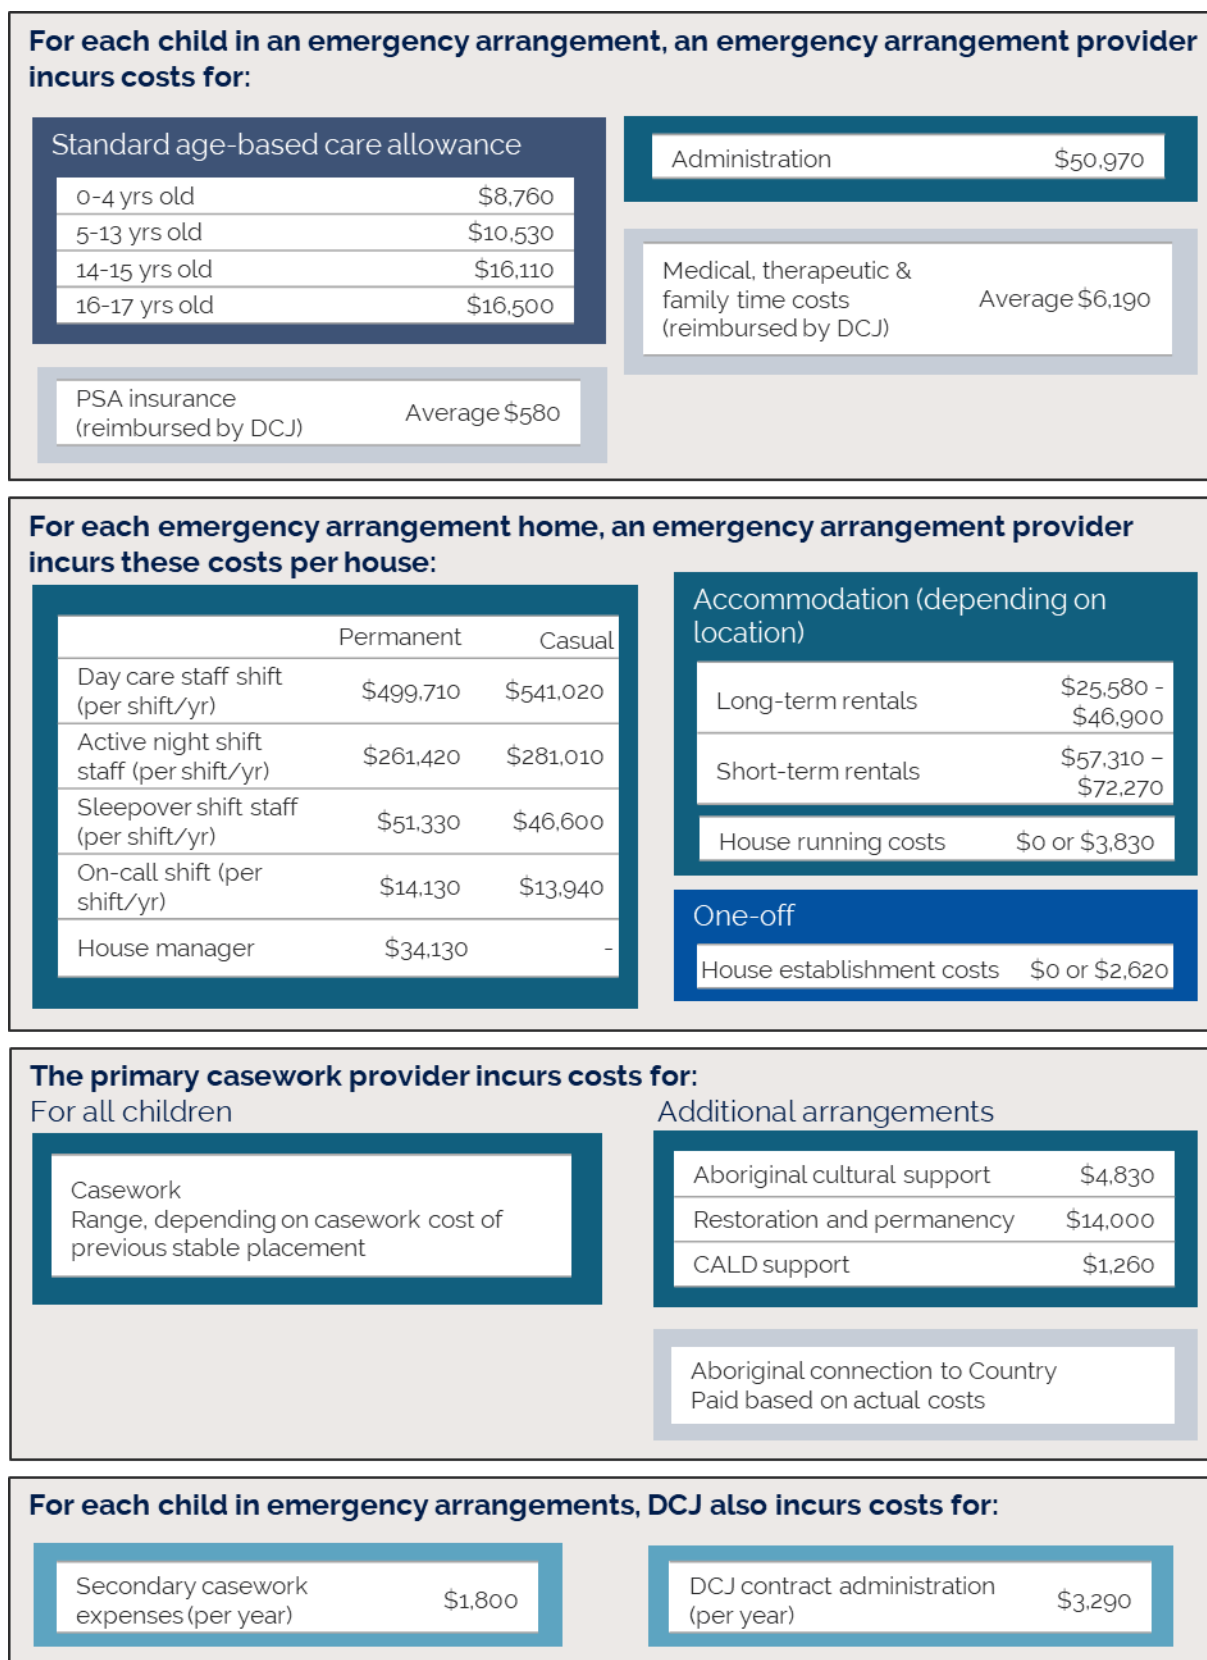 For each child in an emergency arrangement, an emergency arrangement provider
incurs costs for:
Standard age-based care allowance
0-4 yrs old $8,760
5-13 yrs old $10,530
14-15 yrs old $16,110
16-17 yrs old $16,500
PSA insurance
(reimbursed by DCJ) Average $580
Administration $50,970
Medical, therapeutic &
family time costs Average $6,190
(reimbursed by DCJ)
For each emergency arrangement home, an emergency arrangement provider
incurs these costs per house:
Permanent Casual
Day care staff shift
(per shift/yr) $499,710 $541,020
Active night shift
staff (per shift/yr) $261,420 $281,010
Sleepover shift staff
(per shift/yr) $51,330 $46,600
On-call shift (per
shift/yr) $14,130 $13,940
House manager $34,130 -
Accommodation (depending on
location)
Long-term rentals $25,580 -
$46,900
Short-term rentals $57,310 –
$72,270
House running costs $0 or $3,830
One-off
House establishment costs $0 or $2,620
The primary casework provider incurs costs for:
For all children
Casework
Range, depending on casework cost of
previous stable placement
Additional arrangements
Aboriginal cultural support $4,830
Restoration and permanency $14,000
CALD support $1,260
Aboriginal connection to Country
Paid based on actual costs
For each child in emergency arrangements, DCJ also incurs costs for:
Secondary casework
expenses (per year) $1,800
DCJ contract administration
(per year) $3,290